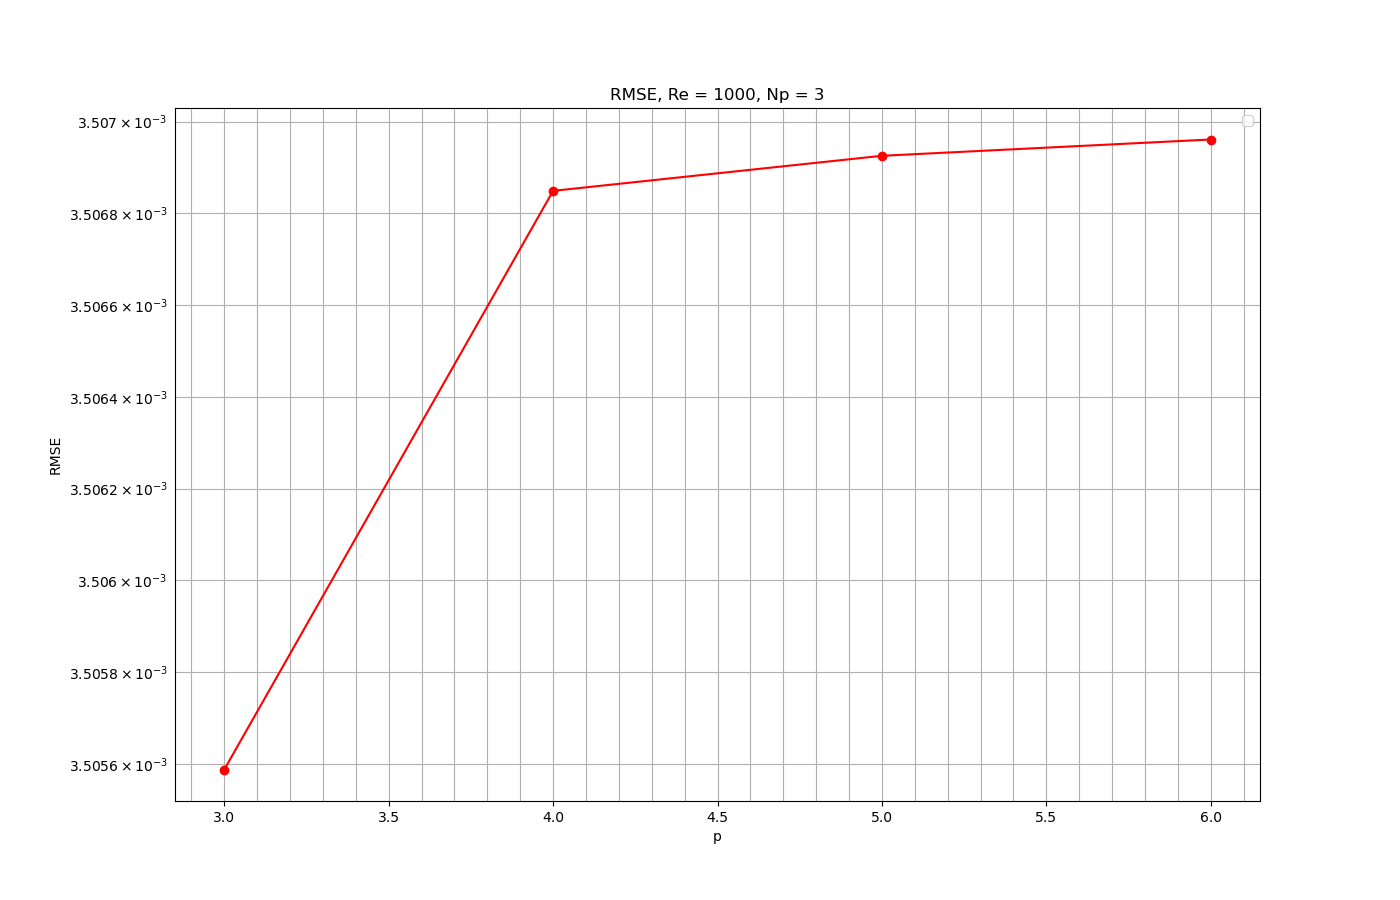 RMSE, Re = 1000, Np = 3
3.507 × 10⁻³
3.5068 × 10⁻³
3.5066 × 10⁻³
3.5064 × 10⁻³
3.5062 × 10⁻³
3.506 × 10⁻³
3.5058 × 10⁻³
3.5056 × 10⁻³
RMSE
3.0 3.5 4.0 4.5 5.0 5.5 6.0
p